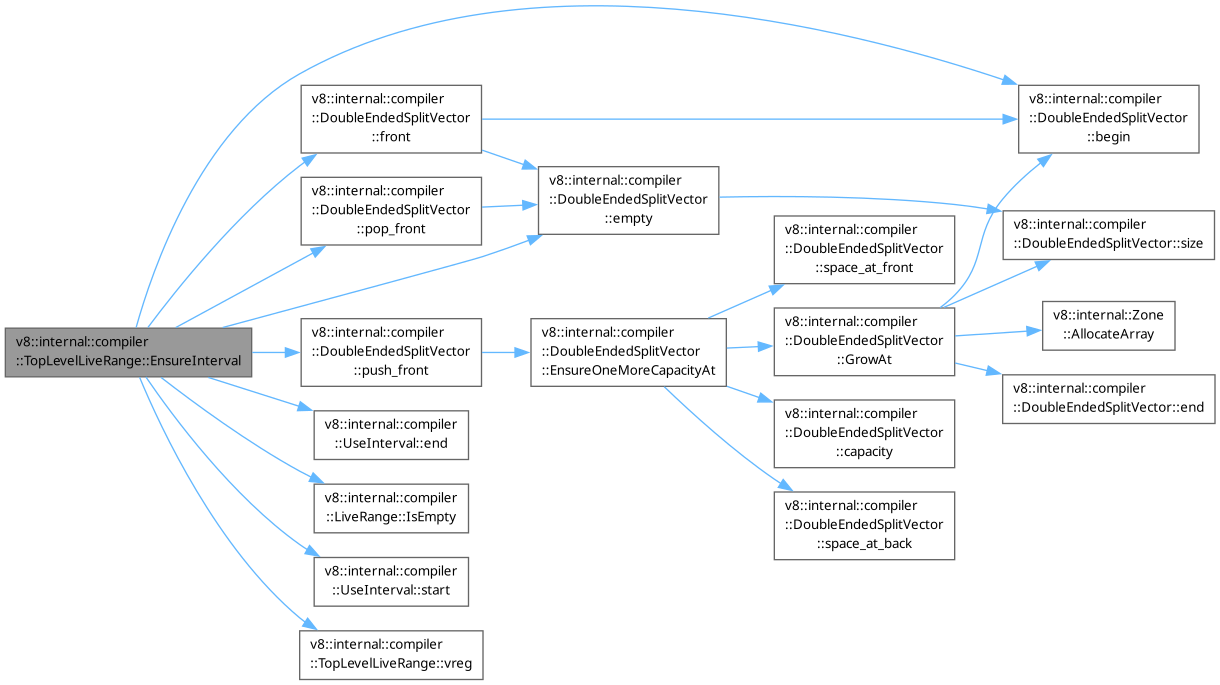 v8::internal::compiler
::TopLevelLiveRange::EnsureInterval
v8::internal::compiler
::DoubleEndedSplitVector
::front
v8::internal::compiler
::DoubleEndedSplitVector
::pop_front
v8::internal::compiler
::DoubleEndedSplitVector
::push_front
v8::internal::compiler
::UseInterval::end
v8::internal::compiler
::LiveRange::IsEmpty
v8::internal::compiler
::UseInterval::start
v8::internal::compiler
::TopLevelLiveRange::vreg
v8::internal::compiler
::DoubleEndedSplitVector
::empty
v8::internal::compiler
::DoubleEndedSplitVector
::EnsureOneMoreCapacityAt
v8::internal::compiler
::DoubleEndedSplitVector
::space_at_front
v8::internal::compiler
::DoubleEndedSplitVector
::GrowAt
v8::internal::compiler
::DoubleEndedSplitVector
::capacity
v8::internal::compiler
::DoubleEndedSplitVector
::space_at_back
v8::internal::compiler
::DoubleEndedSplitVector
::begin
v8::internal::compiler
::DoubleEndedSplitVector::size
v8::internal::Zone
::AllocateArray
v8::internal::compiler
::DoubleEndedSplitVector::end